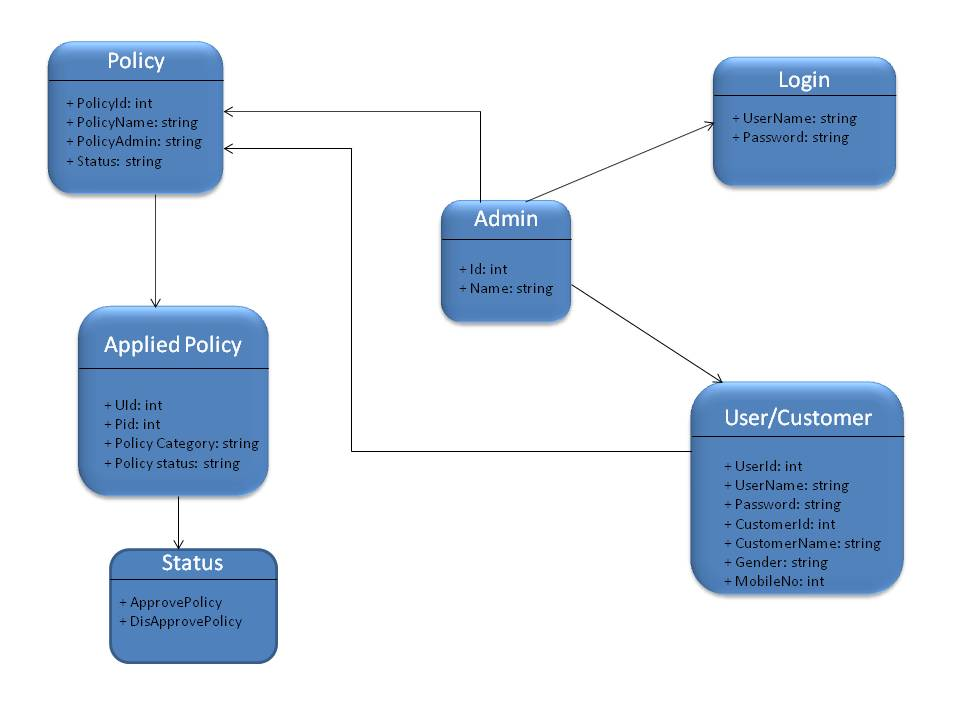 Policy
+ PolicyId: int
+ PolicyName: string
+ PolicyAdmin: string
+ Status: string
Login
+ UserName: string
+ Password: string
Admin
+ Id: int
+ Name: string
Applied Policy
+ UId: int
+ Pid: int
+ Policy Category: string
+ Policy status: string
User/Customer
+ UserId: int
+ UserName: string
+ Password: string
+ CustomerId: int
+ CustomerName: string
+ Gender: string
+ MobileNo: int
Status
+ ApprovePolicy
+ DisApprovePolicy